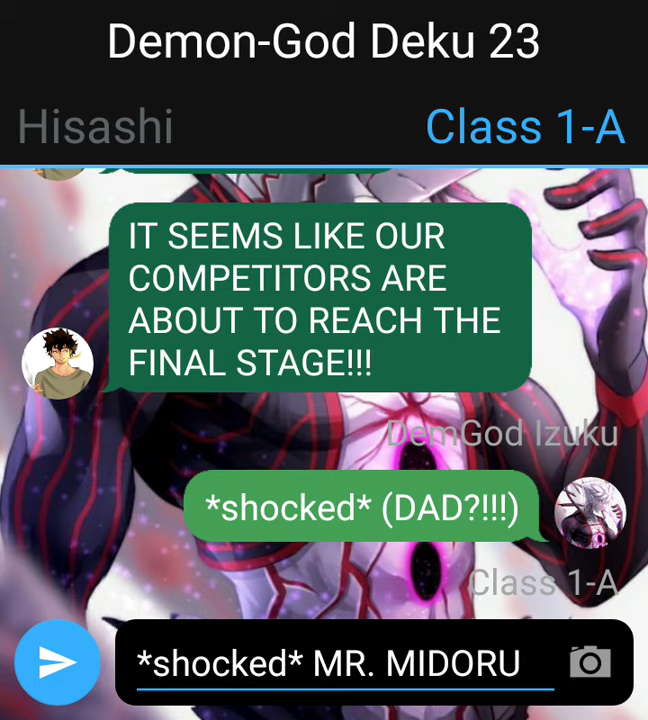 Demon-God Deku 23
Hisashi
Class 1-A
IT SEEMS LIKE OUR
COMPETITORS ARE
ABOUT TO REACH THE
FINAL STAGE!!!
DemGod Izuku
*shocked* (DAD?!!!)
Class 1-A
*shocked* MR. MIDORU